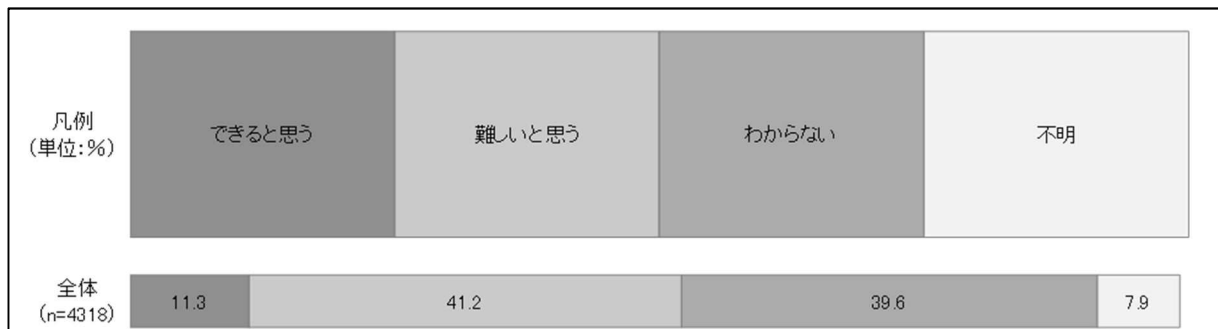 凡例
(単位:%)
できると思う
難しいと思う
わからない
不明
全体
(n=4318)
11.3
41.2
39.6
7.9